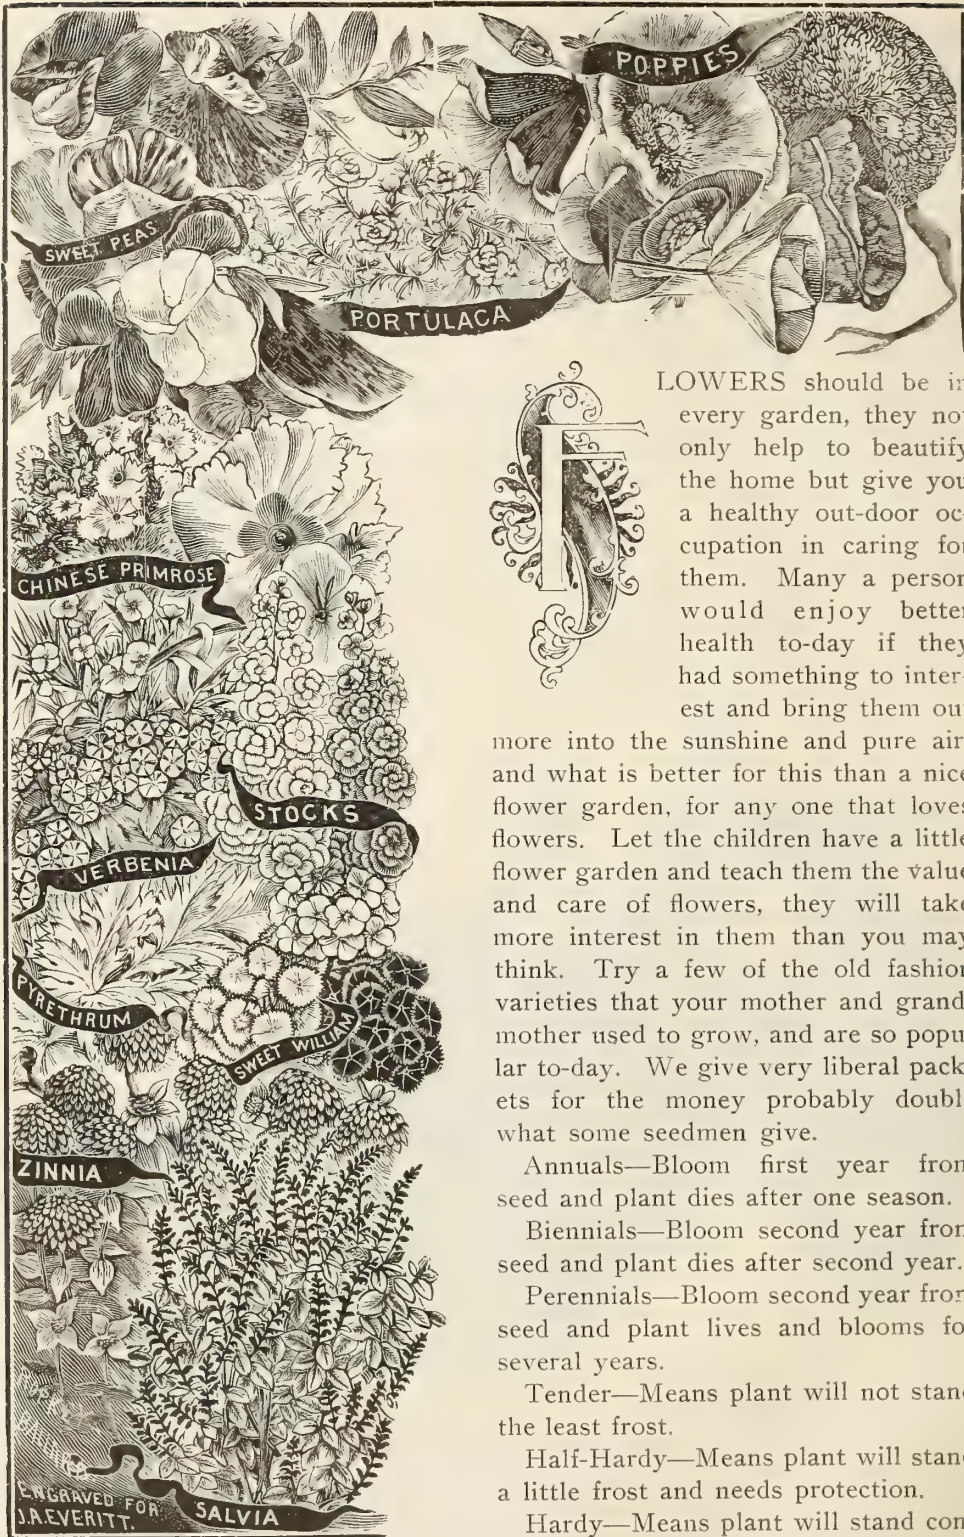 POPPIES
SWEET PEAS
PORTULACA
CHINESE PRIMROSE
STOCKS
VERBENIA
PYRETHRUM
SWEET WILLIAM
ZINNIA
SALVIA
ENGRAVED FOR
J.A.EVERITT.
FLOWERS should be in
every garden, they not
only help to beautify
the home but give you
a healthy out-door oc-
cupation in caring for
them. Many a person
would enjoy better
health to-day if they
had something to inter-
est and bring them out
more into the sunshine and pure air,
and what is better for this than a nice
flower garden, for any one that loves
flowers. Let the children have a little
flower garden and teach them the value
and care of flowers, they will take
more interest in them than you may
think. Try a few of the old fashion
varieties that your mother and grand
mother used to grow, and are so popu
lar to-day. We give very liberal pack
ets for the money probably doubl
what some seedmen give.
Annuals—Bloom first year from
seed and plant dies after one season.
Biennials—Bloom second year from
seed and plant dies after second year.
Perennials—Bloom second year from
seed and plant lives and blooms fo
several years.
Tender—Means plant will not stand
the least frost.
Half-Hardy—Means plant will stand
a little frost and needs protection.
Hardy—Means plant will stand con